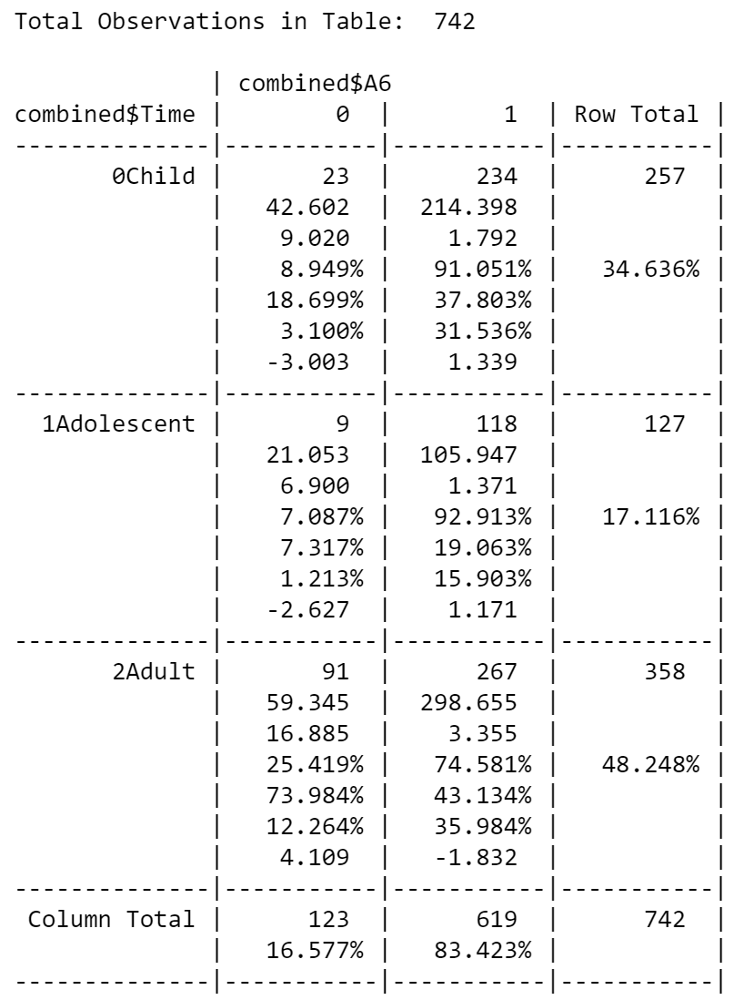 Total Observations in Table:  742

               | combined$A6
combined$Time |         0  |         1  | Row Total |
--------------|-----------|-----------|-----------|
       0Child |        23  |       234  |       257  |
              |    42.602  |   214.398  |           |
              |     9.020  |     1.792  |           |
              |     8.949% |    91.051% |    34.636% |
              |    18.699% |    37.803% |           |
              |     3.100% |    31.536% |           |
              |    -3.003  |     1.339  |           |
--------------|-----------|-----------|-----------|
  1Adolescent |         9  |       118  |       127  |
              |    21.053  |   105.947  |           |
              |     6.900  |     1.371  |           |
              |     7.087% |    92.913% |    17.116% |
              |     7.317% |    19.063% |           |
              |     1.213% |    15.903% |           |
              |    -2.627  |     1.171  |           |
--------------|-----------|-----------|-----------|
       2Adult |        91  |       267  |       358  |
              |    59.345  |   298.655  |           |
              |    16.885  |     3.355  |           |
              |    25.419% |    74.581% |    48.248% |
              |    73.984% |    43.134% |           |
              |    12.264% |    35.984% |           |
              |     4.109  |    -1.832  |           |
--------------|-----------|-----------|-----------|
 Column Total |       123  |       619  |       742  |
              |    16.577% |    83.423% |           |
--------------|-----------|-----------|-----------|